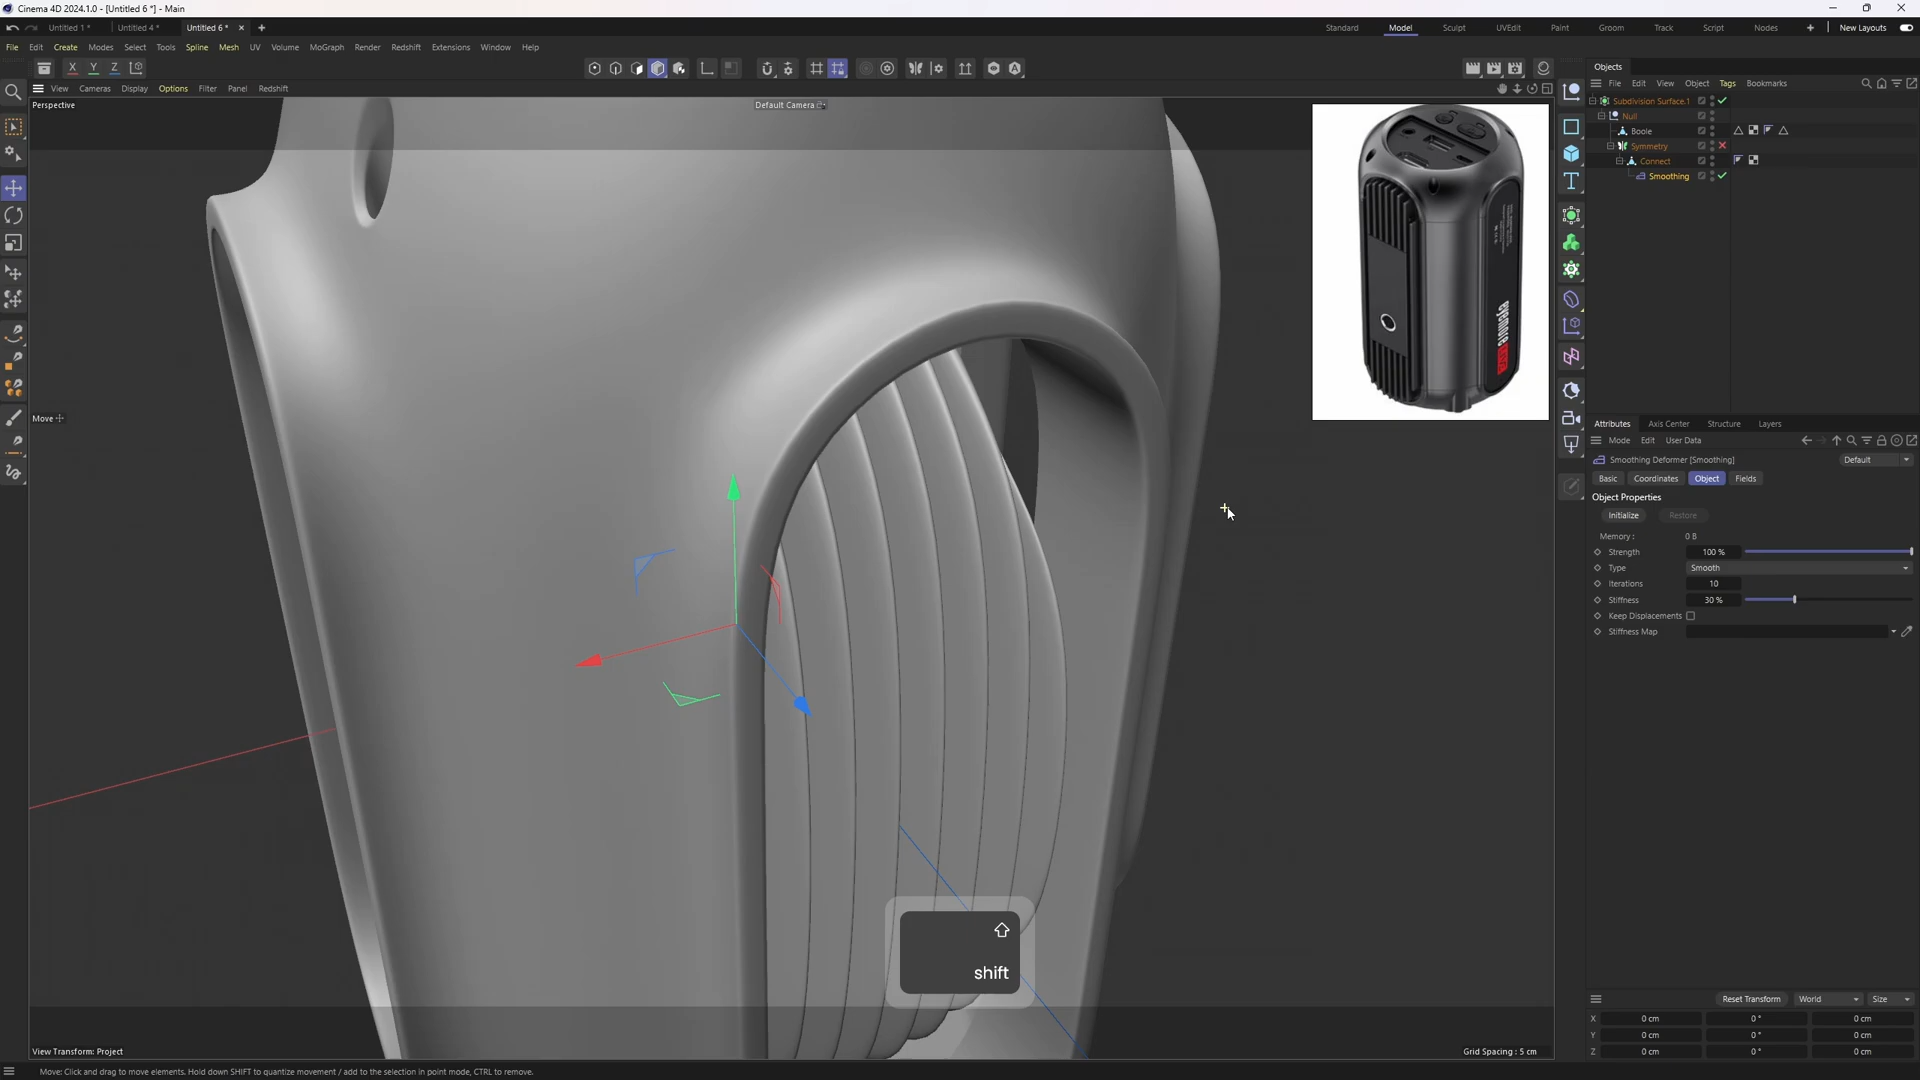 Cinema 4D 2024.1.0 - [Untitled 6 *] - Main
Untitled 1 *
Untitled 4 *
Untitled 6 *
Standard
Model
Sculpt
UVEdit
Paint
Groom
Track
Script
Nodes
New Layouts
File Edit Create Modes Select Tools Spline Mesh UV Volume MoGraph Render Redshift Extensions Window Help
X Y Z
View Cameras Display Options Filter Panel Redshift
Perspective
Default Camera
Move
eyemore
shift
View Transform: Project
Grid Spacing : 5 cm
Move: Click and drag to move elements. Hold down SHIFT to quantize movement / add to the selection in point mode, CTRL to remove.
Objects
File Edit View Object Tags Bookmarks
Subdivision Surface.1
Null
Boole
Symmetry
Connect
Smoothing
Attributes Axis Center Structure Layers
Mode Edit User Data
Smoothing Deformer [Smoothing]
Default
Basic Coordinates Object Fields
Object Properties
Initialize Restore
Memory : 0 B
Strength 100 %
Type Smooth
Iterations 10
Stiffness 30 %
Keep Displacements
Stiffness Map
Reset Transform World Size
X 0 cm 0 ° 0 cm
Y 0 cm 0 ° 0 cm
Z 0 cm 0 ° 0 cm